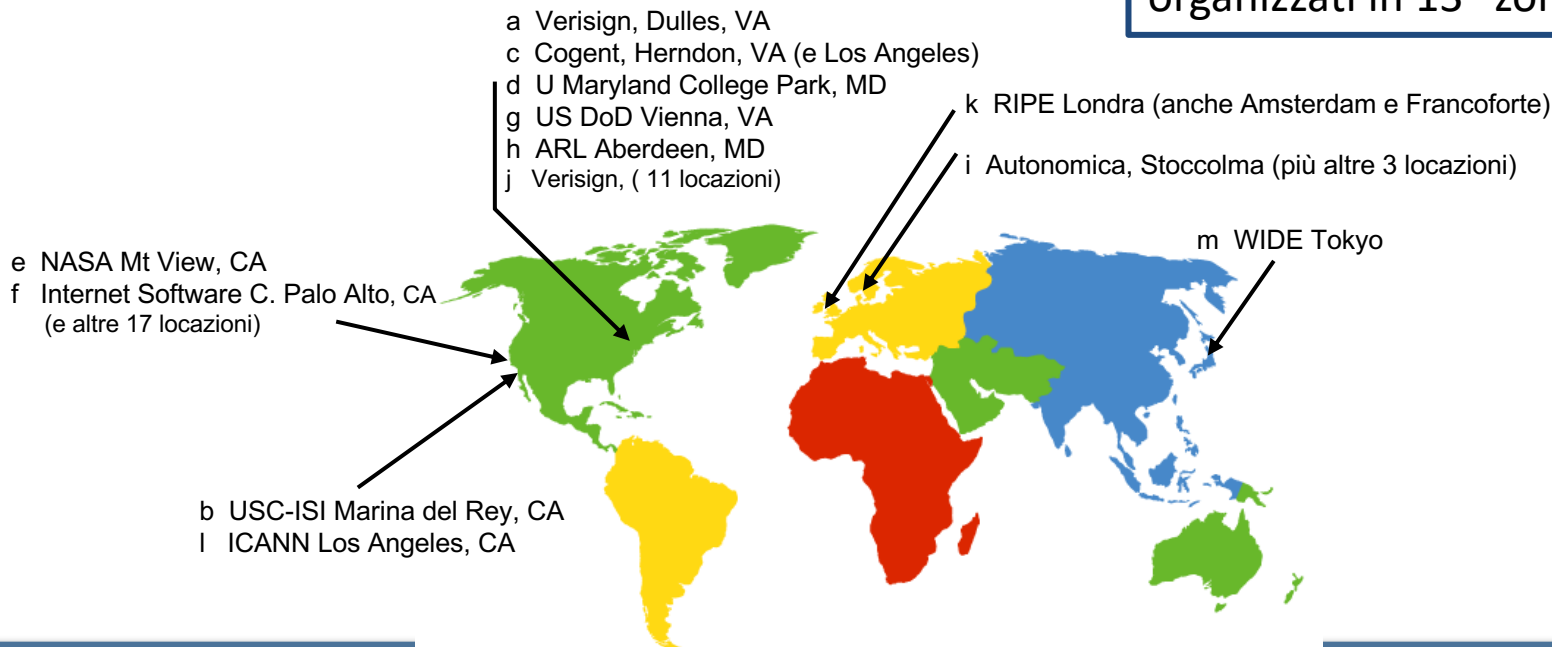 organizzati in 13
a Verisign, Dulles, VA
c Cogent, Herndon, VA (e Los Angeles)
d U Maryland College Park, MD
g US DoD Vienna, VA
h ARL Aberdeen, MD
j Verisign, ( 11 locazioni)
k RIPE Londra (anche Amsterdam e Francoforte)
i Autonomica, Stoccolma (più altre 3 locazioni)
m WIDE Tokyo
e NASA Mt View, CA
f Internet Software C. Palo Alto, CA
(e altre 17 locazioni)
b USC-ISI Marina del Rey, CA
l ICANN Los Angeles, CA